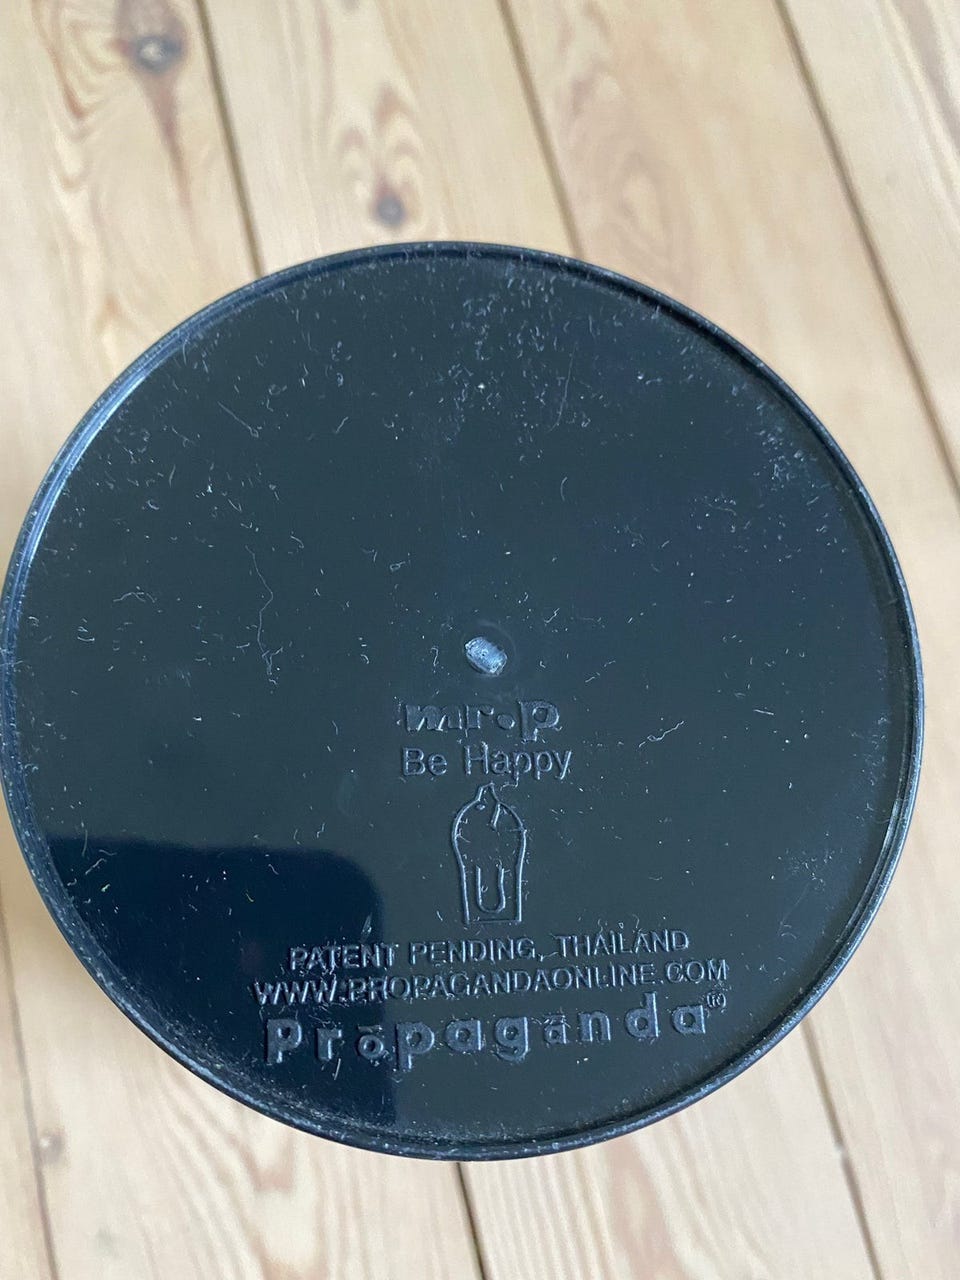 mr.p
Be Happy
PATENT PENDING, THAILAND
WWW.PROPAGANDAONLINE.COM
Propaganda®